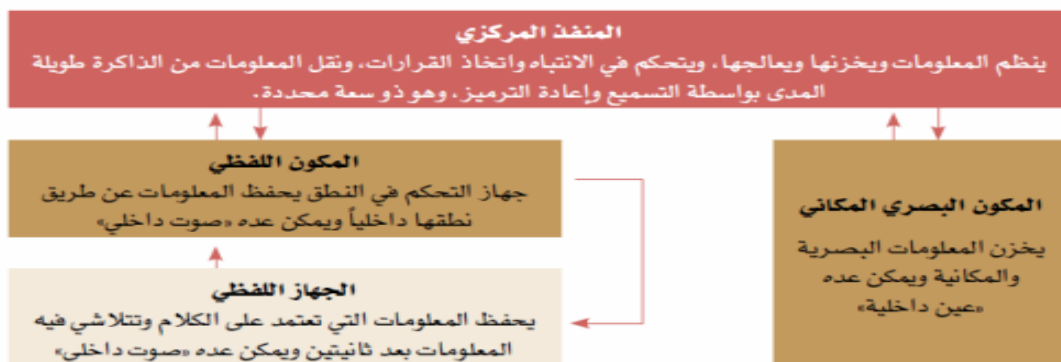 المنفذ المركزي
ينظم المعلومات ويخزنها ويعالجها، ويتحكم في الانتباه واتخاذ القرارات، ونقل المعلومات من الذاكرة طويلة
المدى بواسطة التسميع وإعادة الترميز، وهو ذو سعة محددة.
المكون اللفظي
جهاز التحكم في النطق يحفظ المعلومات عن طريق
نطقها داخلياً ويمكن عده «صوت داخلي»
الجهاز اللفظي
يحفظ المعلومات التي تعتمد على الكلام وتتلاشي فيه
المعلومات بعد ثانيتين ويمكن عده «صوت داخلي»
المكون البصري المكاني
يخزن المعلومات البصرية
والمكانية ويمكن عده
«عين داخلية»